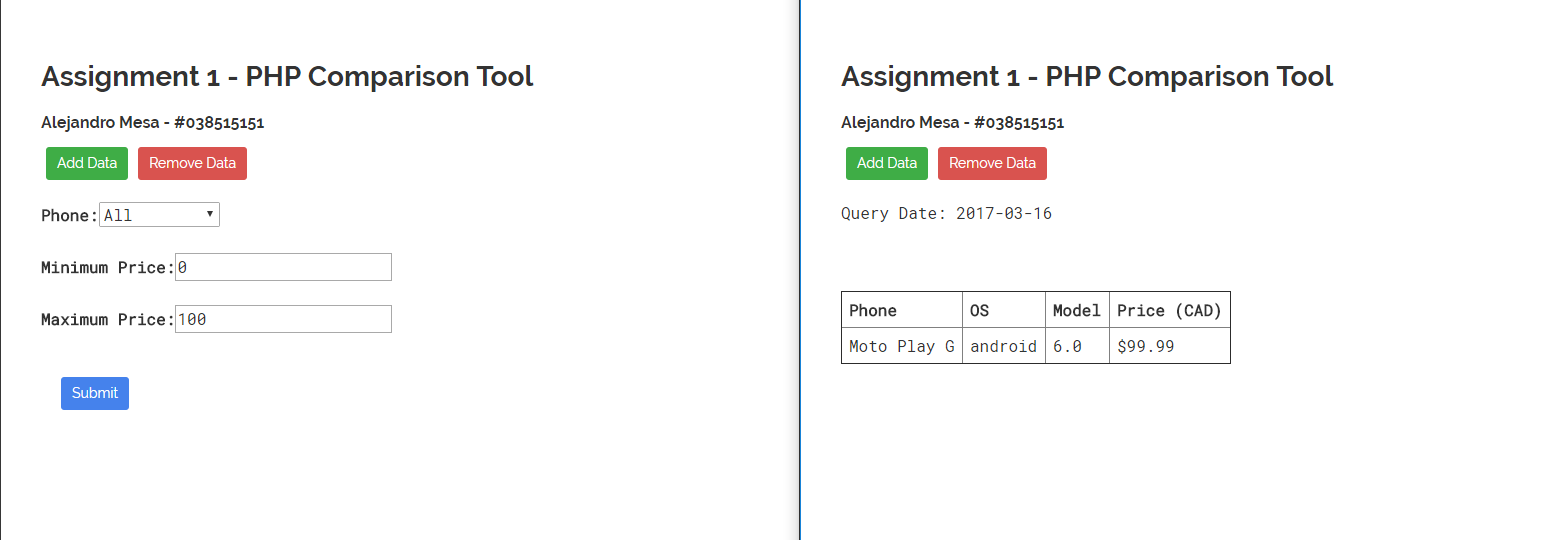 Assignment 1 - PHP Comparison Tool
Alejandro Mesa - #038515151
Add Data Remove Data
Phone: All
Minimum Price: 0
Maximum Price: 100
Submit
Assignment 1 - PHP Comparison Tool
Alejandro Mesa - #038515151
Add Data Remove Data
Query Date: 2017-03-16
Phone OS Model Price (CAD)
Moto Play G android 6.0 $99.99